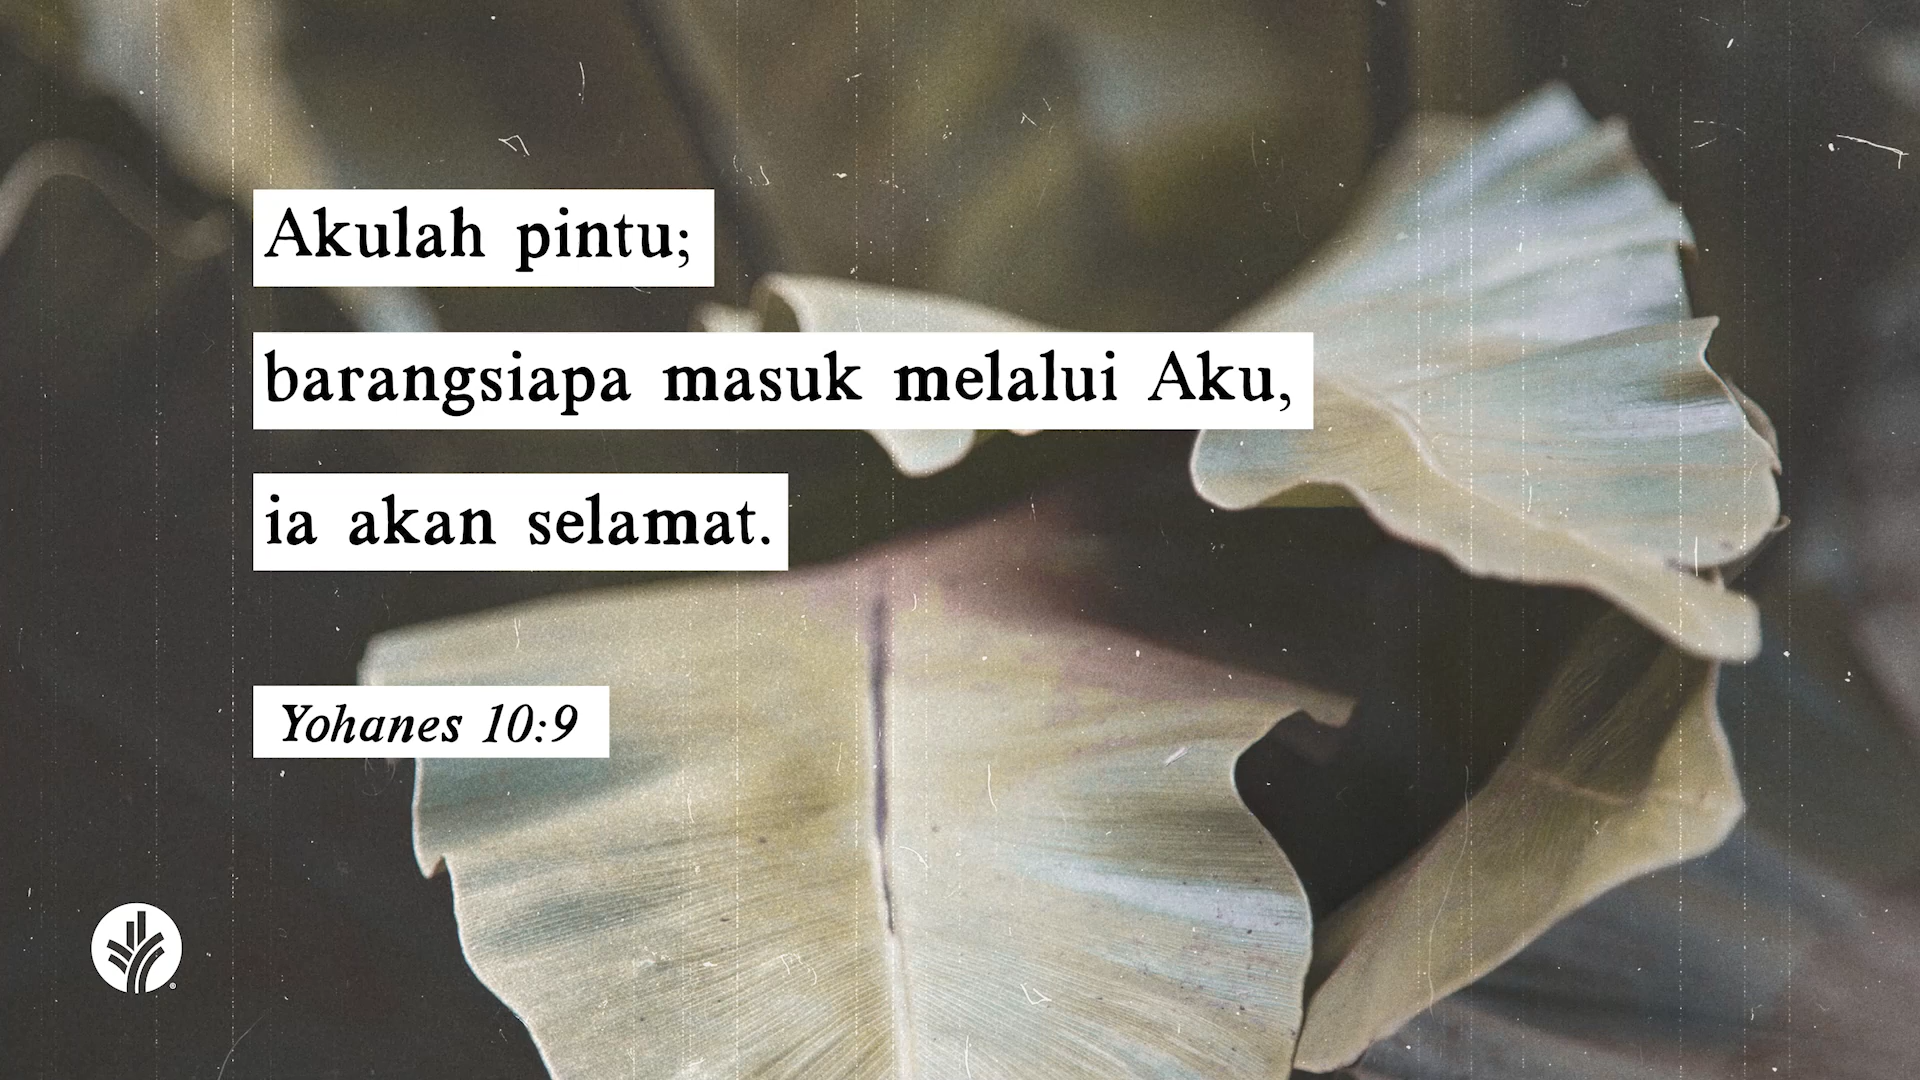 Akulah pintu;
barangsiapa masuk melalui Aku,
ia akan selamat.
Yohanes 10:9